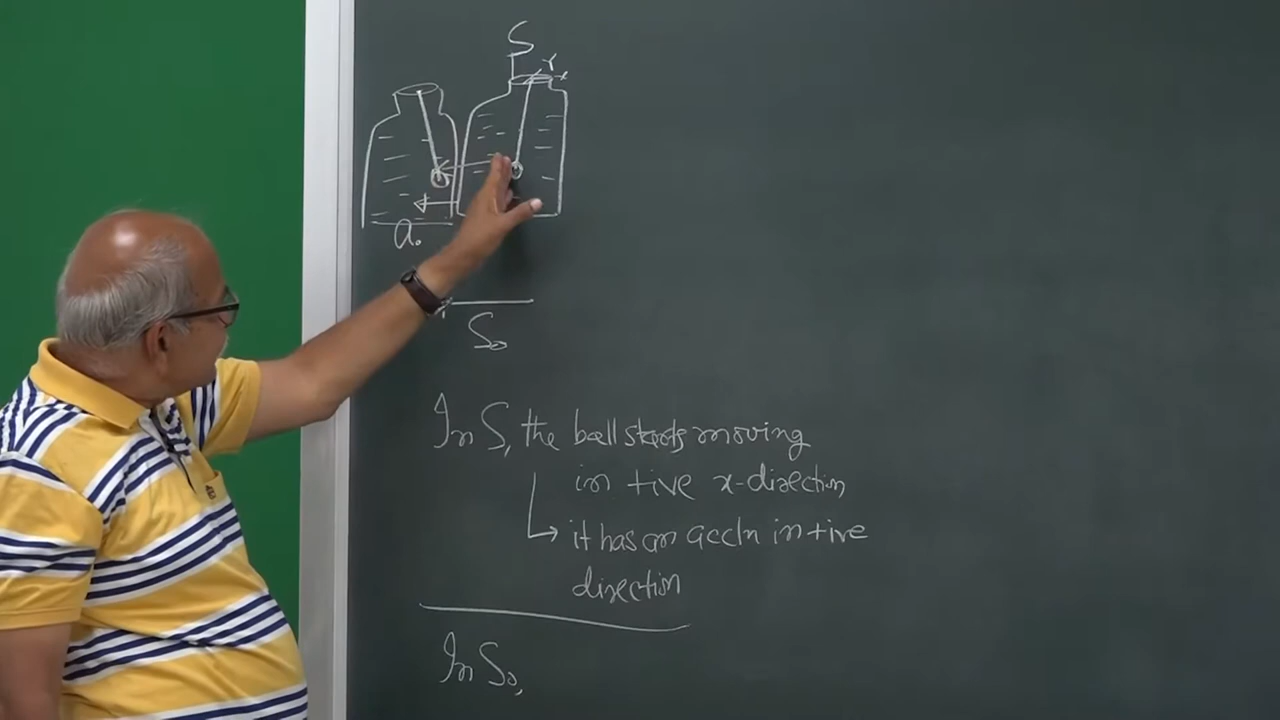 S
Y
x
a₀
S₀
In S, the ball starts moving
in +ive x-direction
it has an accln in +ive
direction
In S₀,